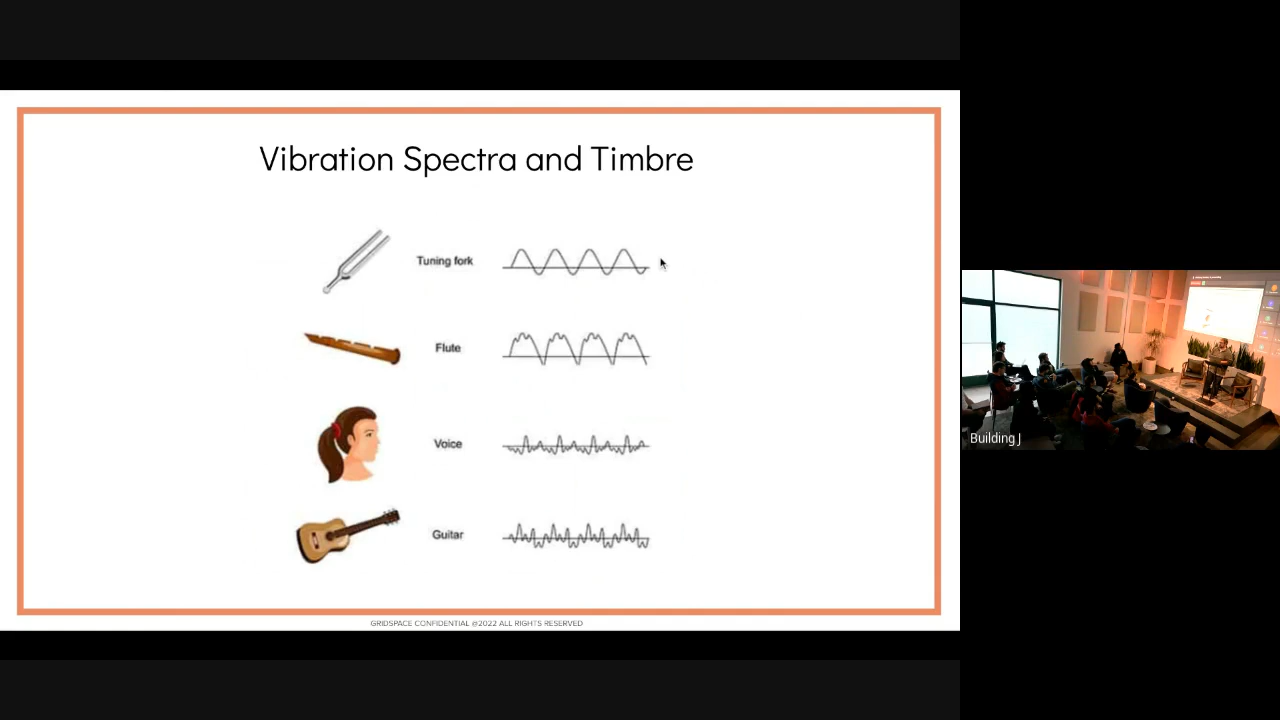 Vibration Spectra and Timbre
Tuning fork
Flute
Voice
Guitar
GRIDSPACE CONFIDENTIAL @2022 ALL RIGHTS RESERVED
Building J